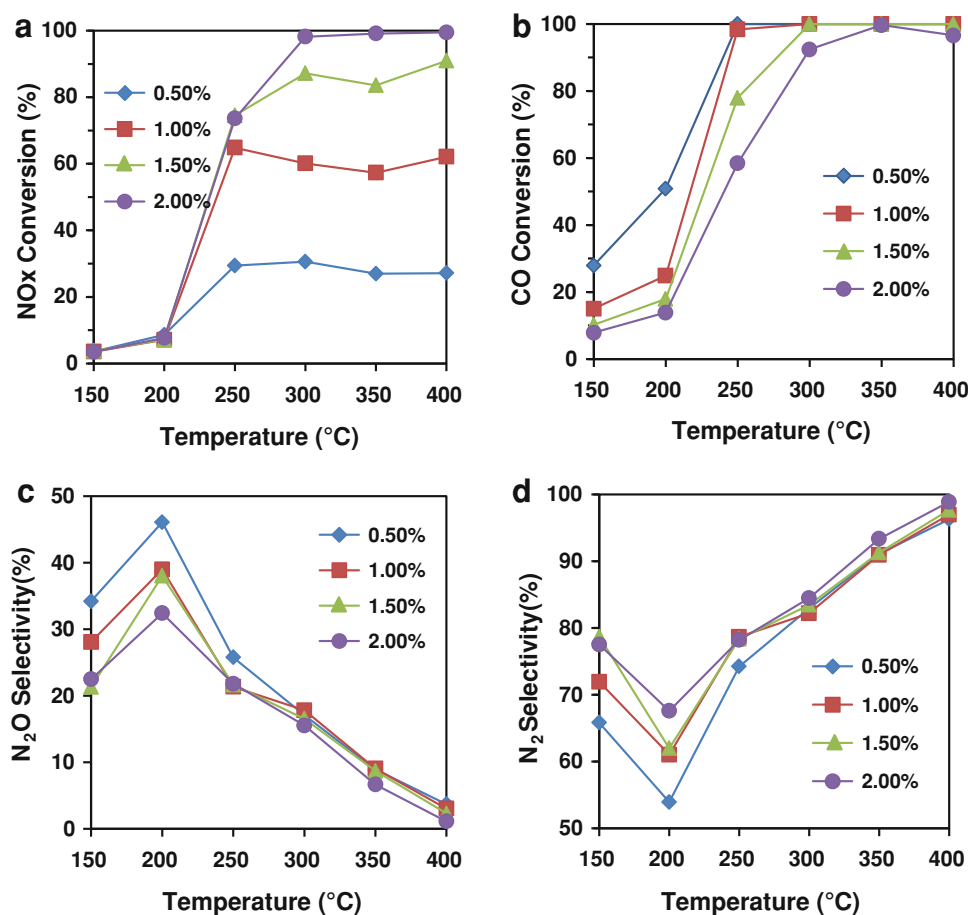 a
NOx Conversion (%)
100
80
60
40
20
0
0.50%
1.00%
1.50%
2.00%
150 200 250 300 350 400
Temperature (°C)
b
CO Conversion (%)
100
80
60
40
20
0
0.50%
1.00%
1.50%
2.00%
150 200 250 300 350 400
Temperature (°C)
c
N₂O Selectivity(%)
50
40
30
20
10
0
0.50%
1.00%
1.50%
2.00%
150 200 250 300 350 400
Temperature (°C)
d
N₂Selectivity(%)
100
90
80
70
60
50
0.50%
1.00%
1.50%
2.00%
150 200 250 300 350 400
Temperature (°C)